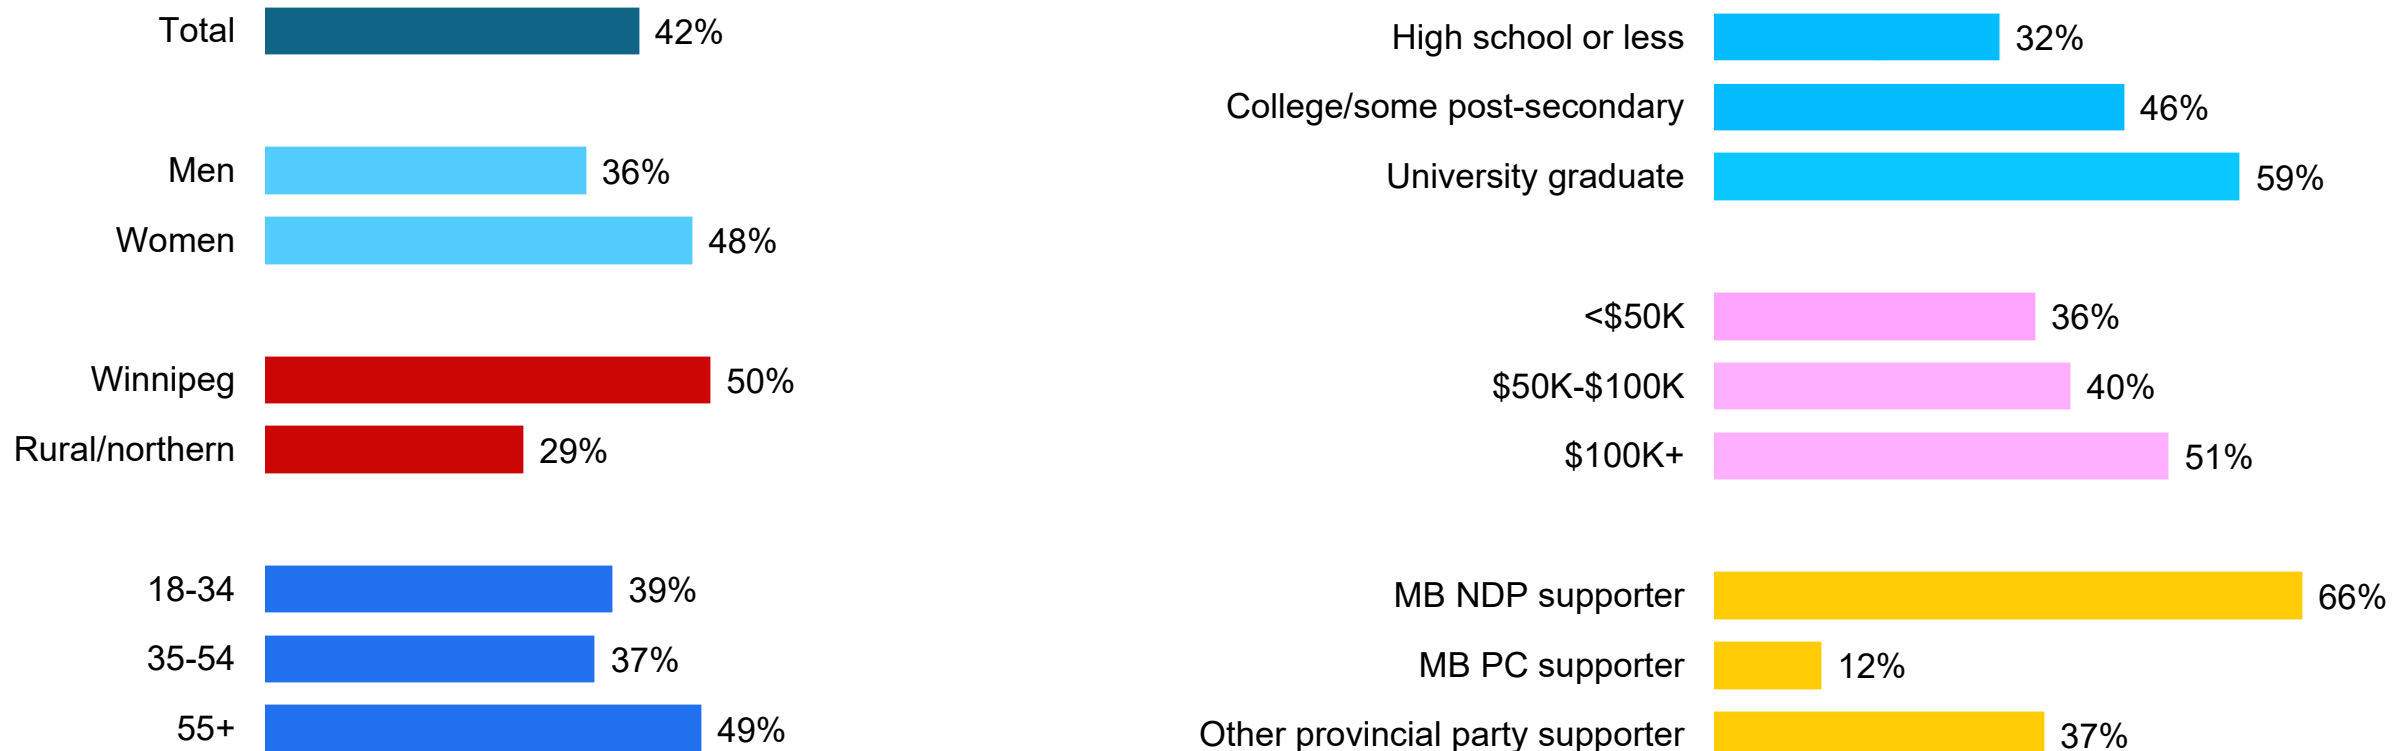 Total 42%
Men 36%
Women 48%
Winnipeg 50%
Rural/northern 29%
18-34 39%
35-54 37%
55+ 49%
High school or less 32%
College/some post-secondary 46%
University graduate 59%
<$50K 36%
$50K-$100K 40%
$100K+ 51%
MB NDP supporter 66%
MB PC supporter 12%
Other provincial party supporter 37%